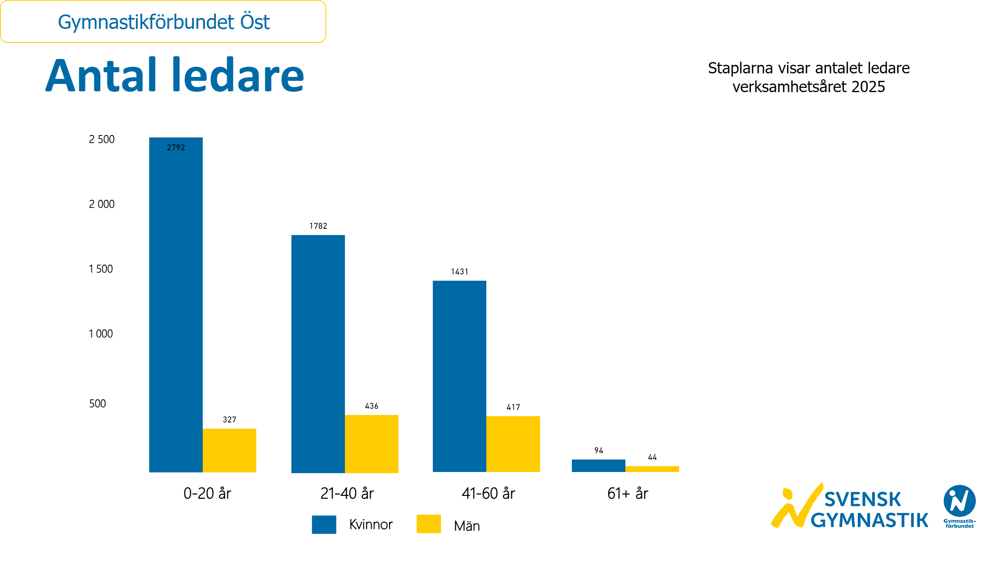 Gymnastikförbundet Öst
Antal ledare
Staplarna visar antalet ledare
verksamhetsåret 2025
2 500
2 000
1 500
1 000
500
2792
327
1782
436
1431
417
94
44
0-20 år
21-40 år
41-60 år
61+ år
Kvinnor
Män
SVENSK
GYMNASTIK
Gymnastik-
förbundet